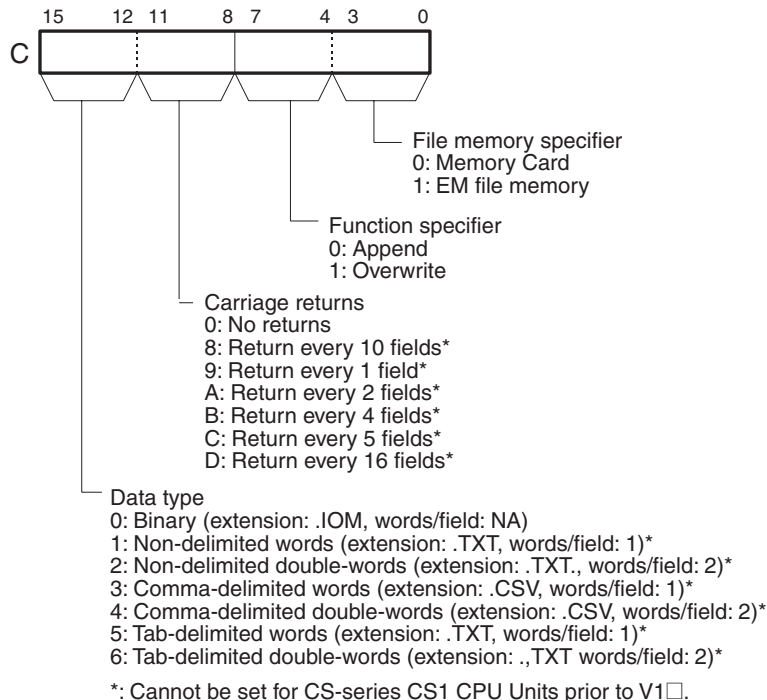 15 12 11 8 7 4 3 0
C
File memory specifier
0: Memory Card
1: EM file memory
Function specifier
0: Append
1: Overwrite
Carriage returns
0: No returns
8: Return every 10 fields*
9: Return every 1 field*
A: Return every 2 fields*
B: Return every 4 fields*
C: Return every 5 fields*
D: Return every 16 fields*
Data type
0: Binary (extension: .IOM, words/field: NA)
1: Non-delimited words (extension: .TXT, words/field: 1)*
2: Non-delimited double-words (extension: .TXT., words/field: 2)*
3: Comma-delimited words (extension: .CSV, words/field: 1)*
4: Comma-delimited double-words (extension: .CSV, words/field: 2)*
5: Tab-delimited words (extension: .TXT, words/field: 1)*
6: Tab-delimited double-words (extension: .,TXT words/field: 2)*
*: Cannot be set for CS-series CS1 CPU Units prior to V1□.